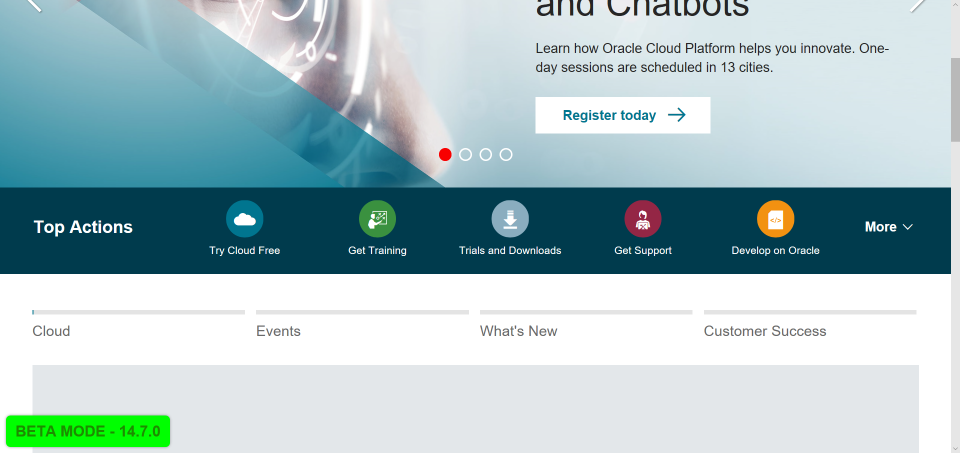 and Chatbots
Learn how Oracle Cloud Platform helps you innovate. One-
day sessions are scheduled in 13 cities.
Register today
Top Actions
Try Cloud Free
Get Training
Trials and Downloads
</>
Get Support
Develop on Oracle
More
Cloud
Events
What's New
Customer Success
BETA MODE - 14.7.0